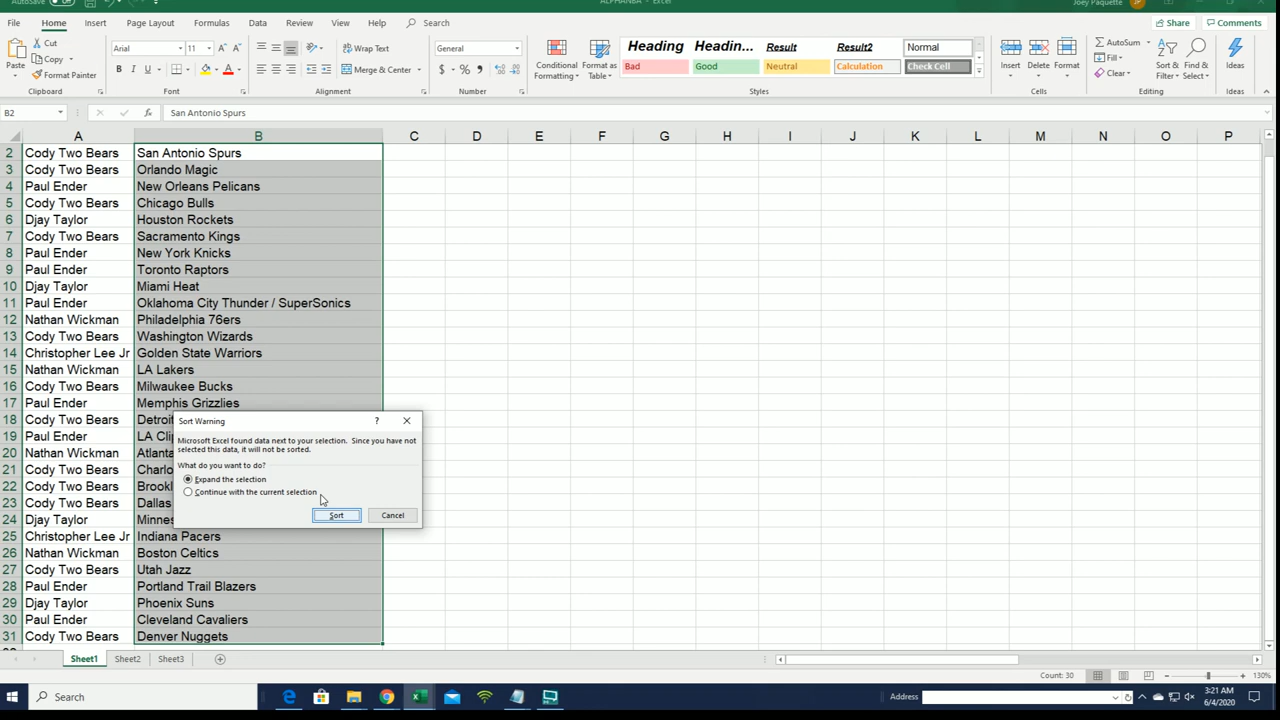 AutoSave Off ALPHANBA - Excel Joey Paquette JP
File Home Insert Page Layout Formulas Data Review View Help Search Share Comments
Paste Cut Copy Format Painter Clipboard
Arial 11 Font
Wrap Text Merge & Center Alignment
General Number
Conditional Formatting Format as Table
Heading Headin... Result Result2 Normal
Bad Good Neutral Calculation Check Cell
Styles
Insert Delete Format Cells
AutoSum Fill Clear Sort & Filter Find & Select Editing
Ideas Ideas
B2 San Antonio Spurs
A B C D E F G H I J K L M N O P
2 Cody Two Bears San Antonio Spurs
3 Cody Two Bears Orlando Magic
4 Paul Ender New Orleans Pelicans
5 Cody Two Bears Chicago Bulls
6 Djay Taylor Houston Rockets
7 Cody Two Bears Sacramento Kings
8 Paul Ender New York Knicks
9 Paul Ender Toronto Raptors
10 Djay Taylor Miami Heat
11 Paul Ender Oklahoma City Thunder / SuperSonics
12 Nathan Wickman Philadelphia 76ers
13 Cody Two Bears Washington Wizards
14 Christopher Lee Jr Golden State Warriors
15 Nathan Wickman LA Lakers
16 Cody Two Bears Milwaukee Bucks
17 Paul Ender Memphis Grizzlies
18 Cody Two Bears Detroi
19 Paul Ender LA Clip
20 Nathan Wickman Atlanta
21 Cody Two Bears Charlo
22 Cody Two Bears Brookl
23 Cody Two Bears Dallas
24 Djay Taylor Minnes
25 Christopher Lee Jr Indiana Pacers
26 Nathan Wickman Boston Celtics
27 Cody Two Bears Utah Jazz
28 Paul Ender Portland Trail Blazers
29 Djay Taylor Phoenix Suns
30 Paul Ender Cleveland Cavaliers
31 Cody Two Bears Denver Nuggets
Sort Warning ?
Microsoft Excel found data next to your selection. Since you have not
selected this data, it will not be sorted.
What do you want to do?
Expand the selection
Continue with the current selection
Sort Cancel
Sheet1 Sheet2 Sheet3
Count: 30 130%
Search Address 3:21 AM
6/4/2020